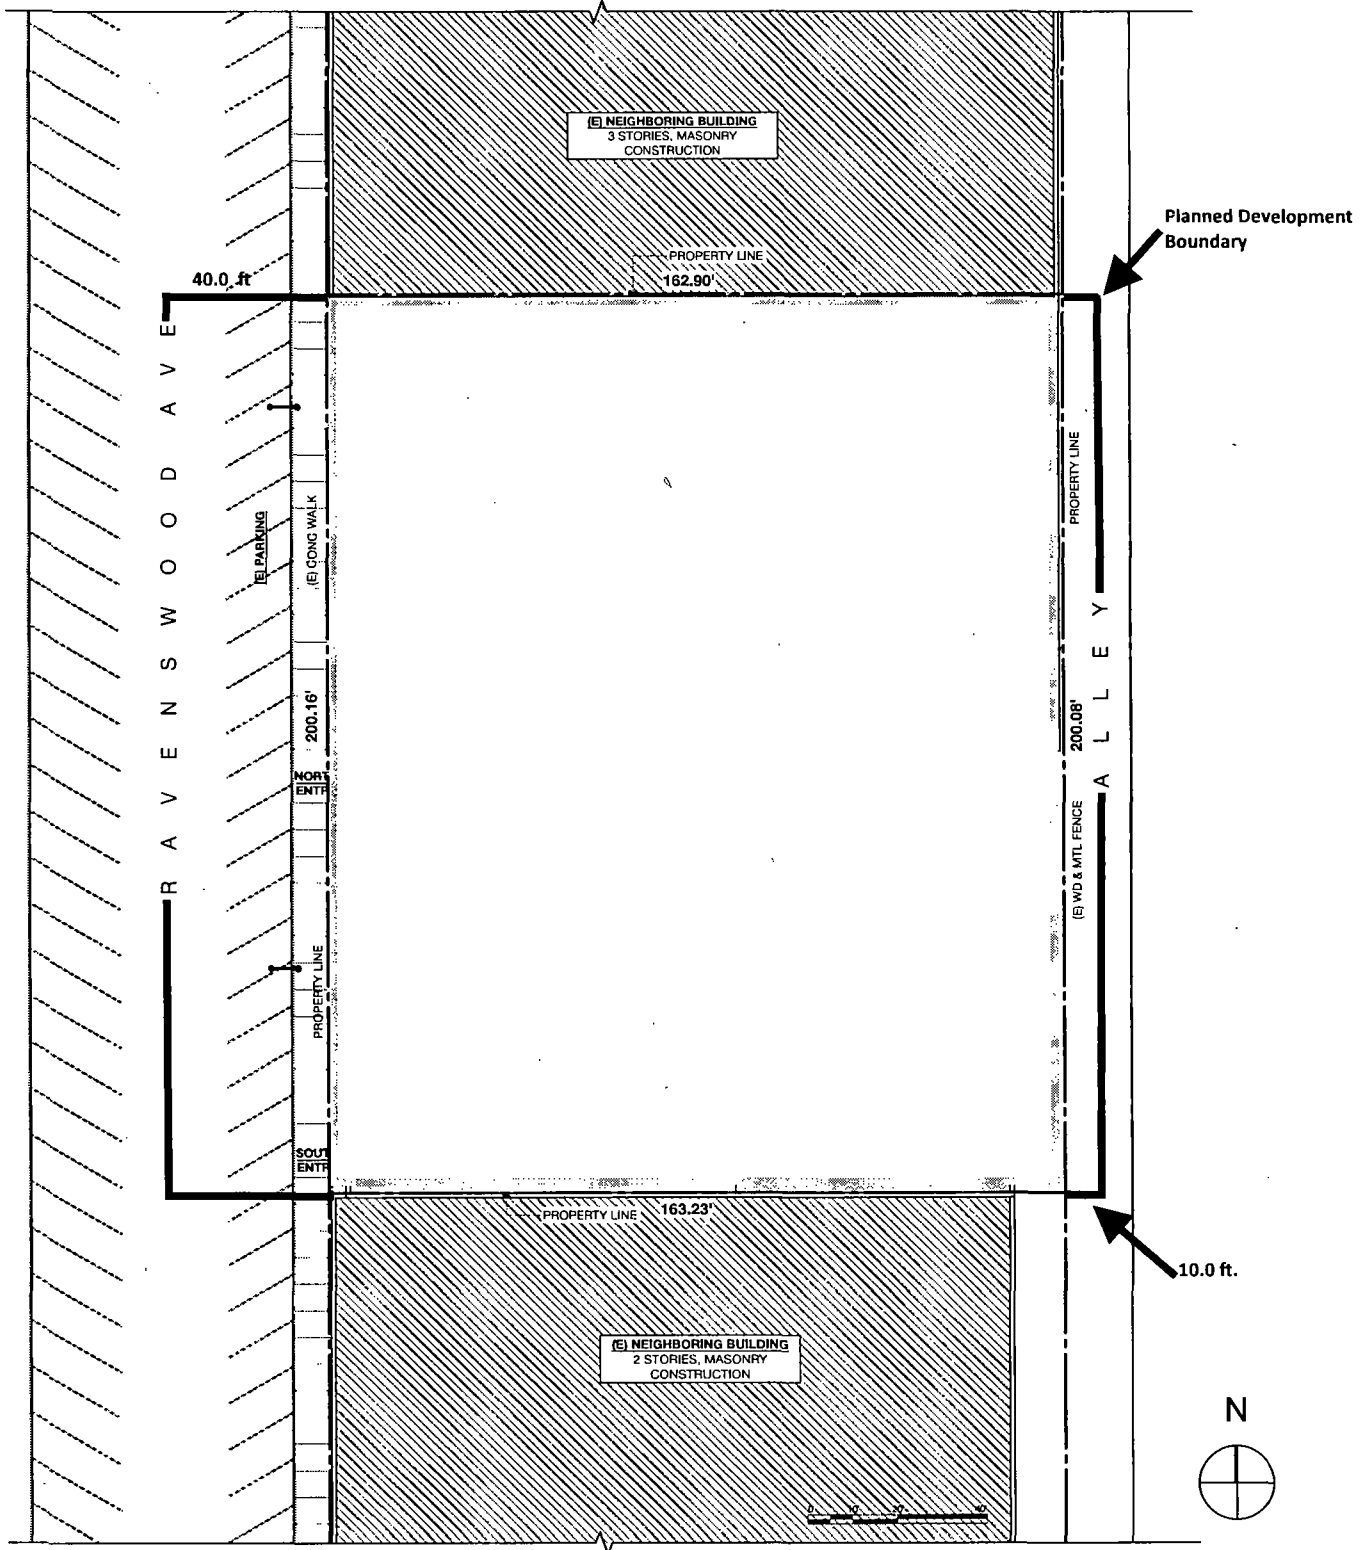 (E) NEIGHBORING BUILDING
3 STORIES, MASONRY
CONSTRUCTION
Planned Development
Boundary
PROPERTY LINE
40.0 ft
162.90'
RAVENSWOOD AVE
(E) PARKING
(E) CONC WALK
PROPERTY LINE
200.16'
200.08'
ALLEY
NORT
ENTR
(E) WD & MTL FENCE
PROPERTY LINE
SOUT
ENTR
PROPERTY LINE
163.23'
10.0 ft.
(E) NEIGHBORING BUILDING
2 STORIES, MASONRY
CONSTRUCTION
N
0 10' 20' 40'